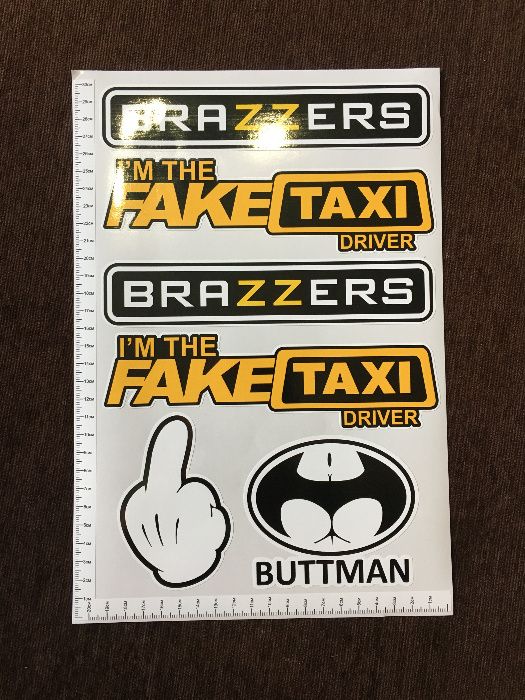 BRAZZERS
I'M THE
FAKE TAXI
DRIVER
BRAZZERS
I'M THE
FAKE TAXI
DRIVER
BUTTMAN